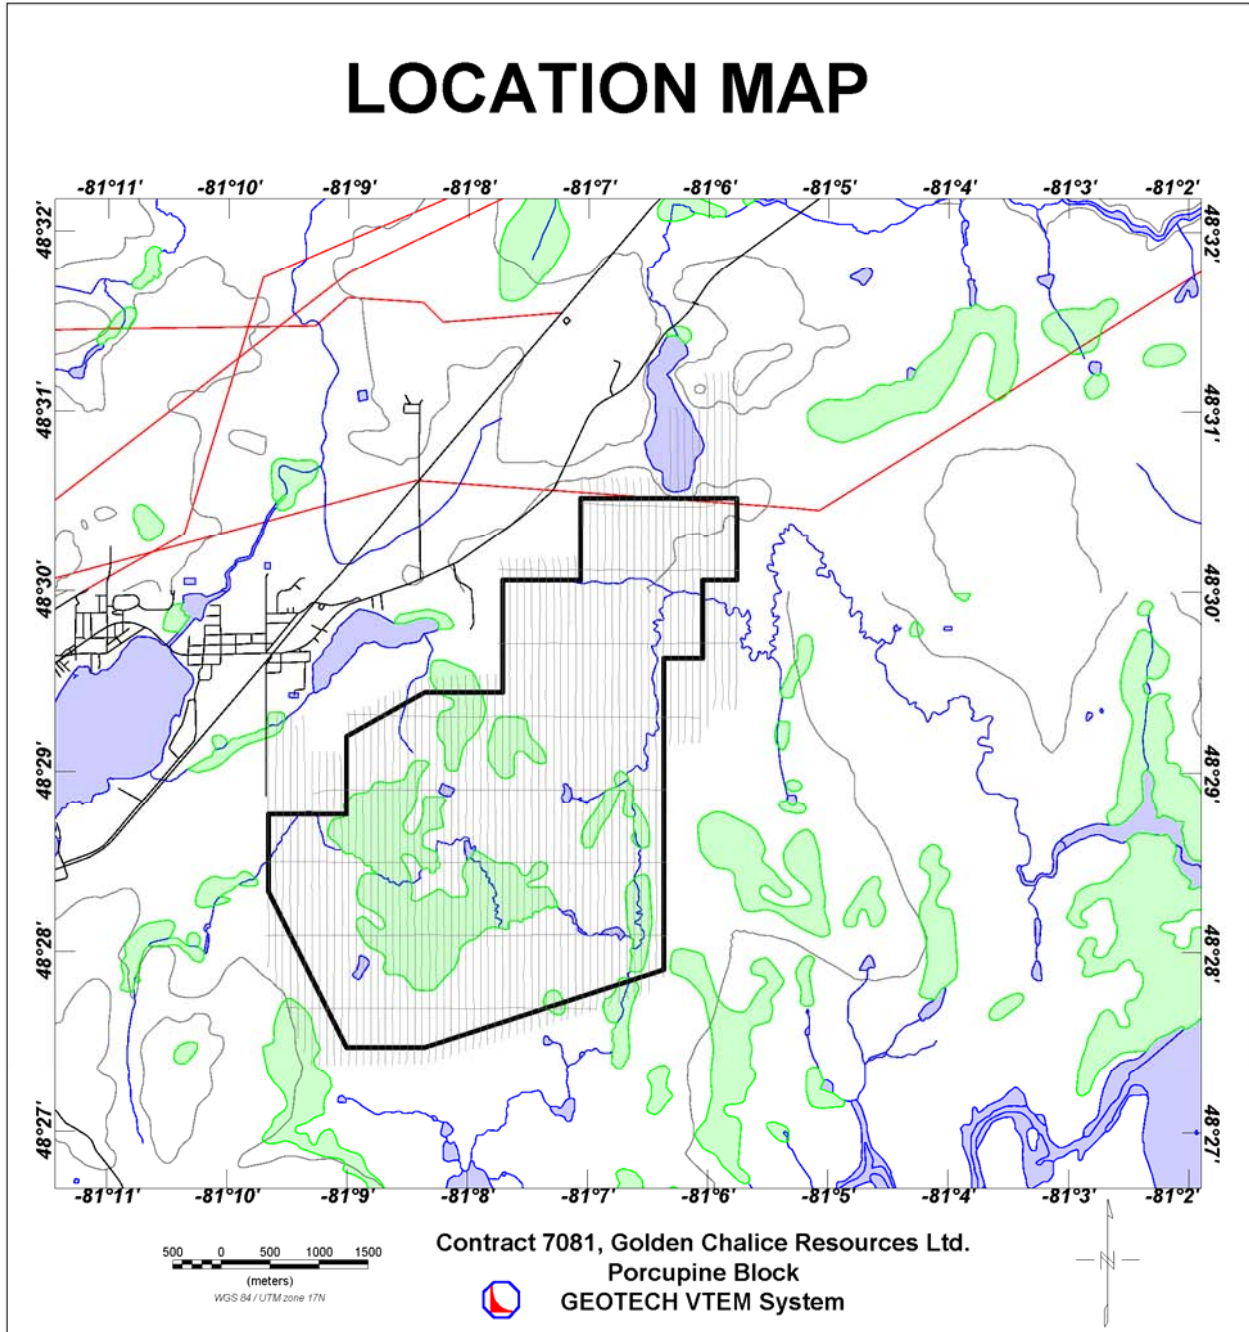 LOCATION MAP
-81°11' -81°10' -81°9' -81°8' -81°7' -81°6' -81°5' -81°4' -81°3' -81°2'
48°32' 48°32'
48°31' 48°31'
48°30' 48°30'
48°29' 48°29'
48°28' 48°28'
48°27' 48°27'
-81°11' -81°10' -81°9' -81°8' -81°7' -81°6' -81°5' -81°4' -81°3' -81°2'
500 0 500 1000 1500
(meters)
WGS 84 / UTM zone 17N
Contract 7081, Golden Chalice Resources Ltd.
Porcupine Block
GEOTECH VTEM System
N